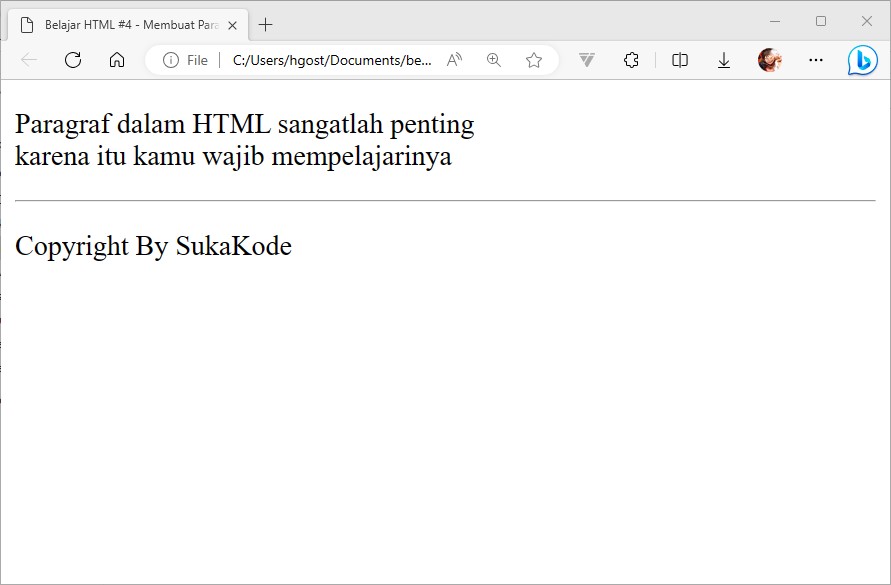 Belajar HTML #4 - Membuat Para
File
C:/Users/hgost/Documents/be...
Paragraf dalam HTML sangatlah penting
karena itu kamu wajib mempelajarinya
Copyright By SukaKode